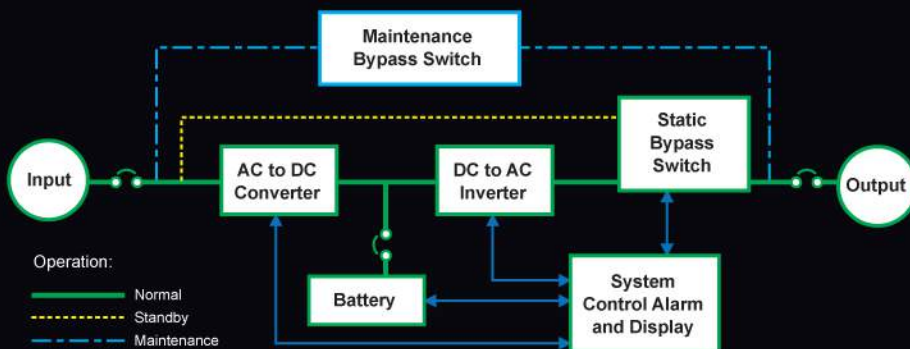 Maintenance
Bypass Switch
Static
Bypass
Switch
Input
AC to DC
Converter
DC to AC
Inverter
Output
Operation:
Normal
Standby
Maintenance
Battery
System
Control Alarm
and Display